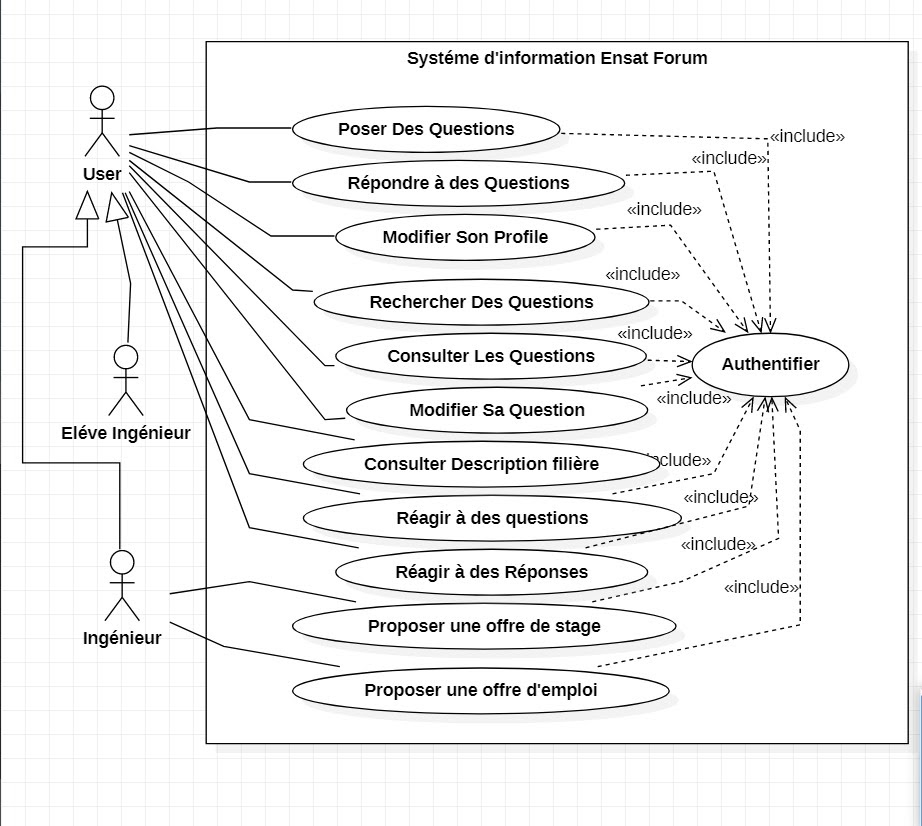 Systéme d'information Ensat Forum
User
Poser Des Questions
«include»
«include»
Répondre à des Questions
«include»
Modifier Son Profile
«include»
Rechercher Des Questions
«include»
Consulter Les Questions
Authentifier
«include»
Modifier Sa Question
Eléve Ingénieur
Consulter Description filière
clude»
«include»
Réagir à des questions
«include»
Réagir à des Réponses
«include»
Proposer une offre de stage
Ingénieur
Proposer une offre d'emploi